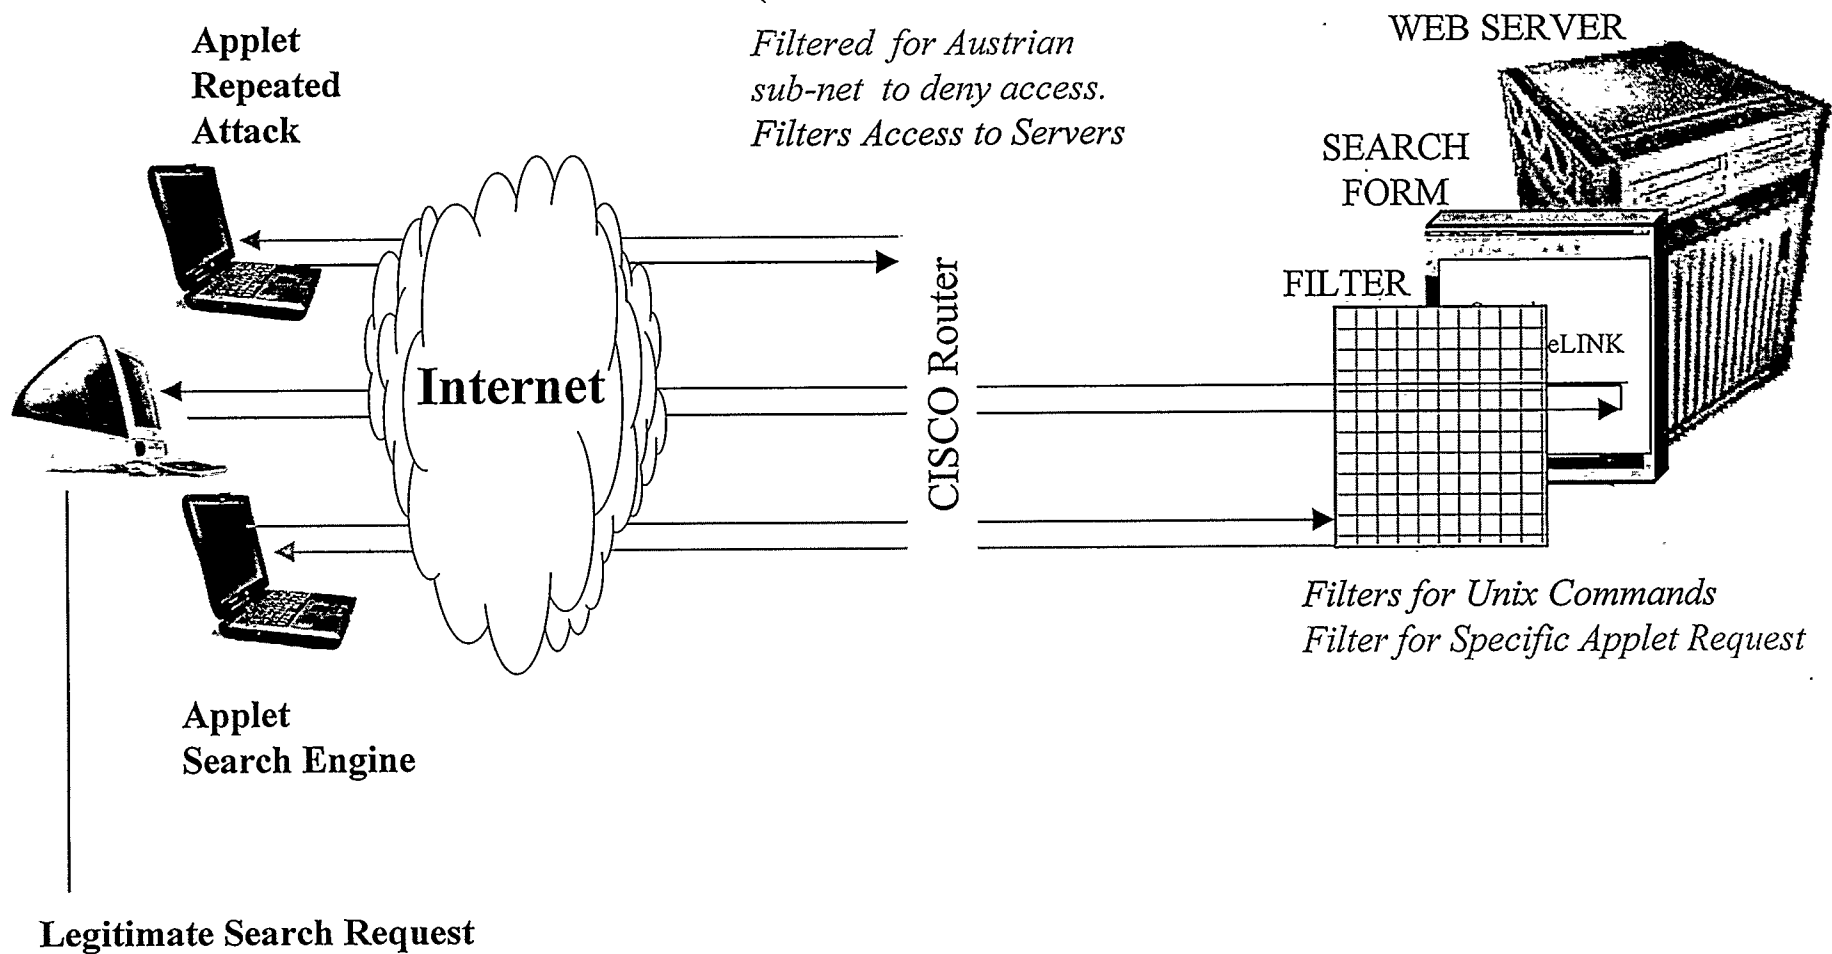 Applet
Repeated
Attack
Filtered for Austrian
sub-net to deny access.
Filters Access to Servers
WEB SERVER
SEARCH
FORM
FILTER
eLINK
Internet
CISCO Router
Filters for Unix Commands
Filter for Specific Applet Request
Applet
Search Engine
Legitimate Search Request